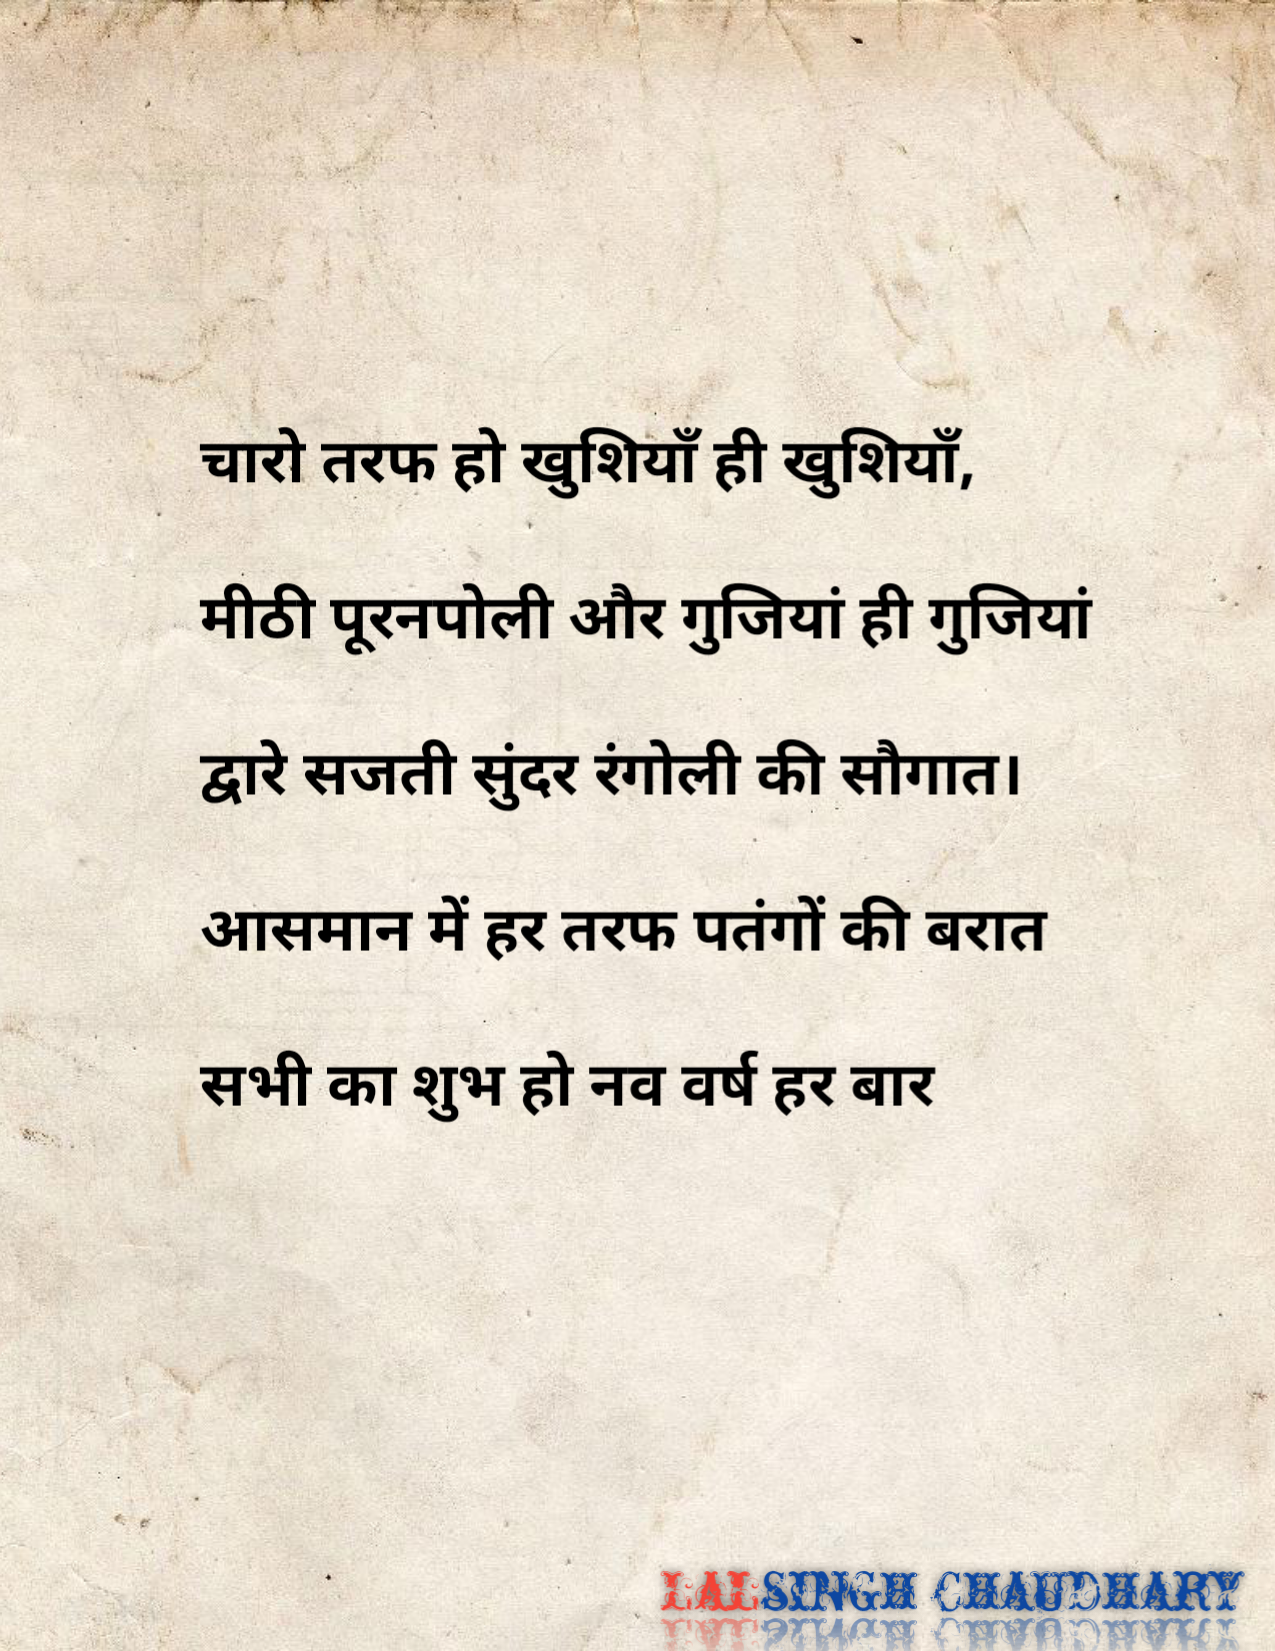 चारो तरफ हो खुशियाँ ही खुशियाँ,
मीठी पूरनपोली और गुजियां ही गुजियां
द्वारे सजती सुंदर रंगोली की सौगात।
आसमान में हर तरफ पतंगों की बरात
सभी का शुभ हो नव वर्ष हर बार
LALSINGH CHAUDHARY